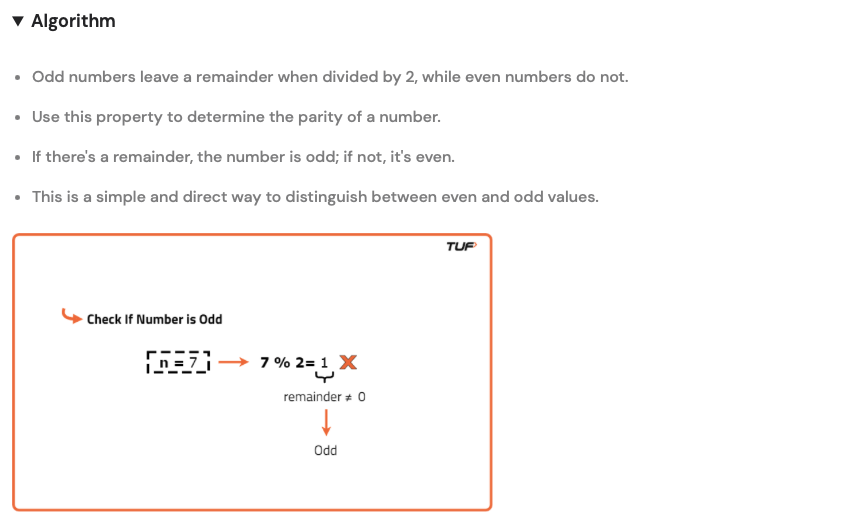 Algorithm
Odd numbers leave a remainder when divided by 2, while even numbers do not.
Use this property to determine the parity of a number.
If there's a remainder, the number is odd; if not, it's even.
This is a simple and direct way to distinguish between even and odd values.
TUF
Check If Number is Odd
n = 7 7 % 2= 1
remainder ≠ 0
Odd